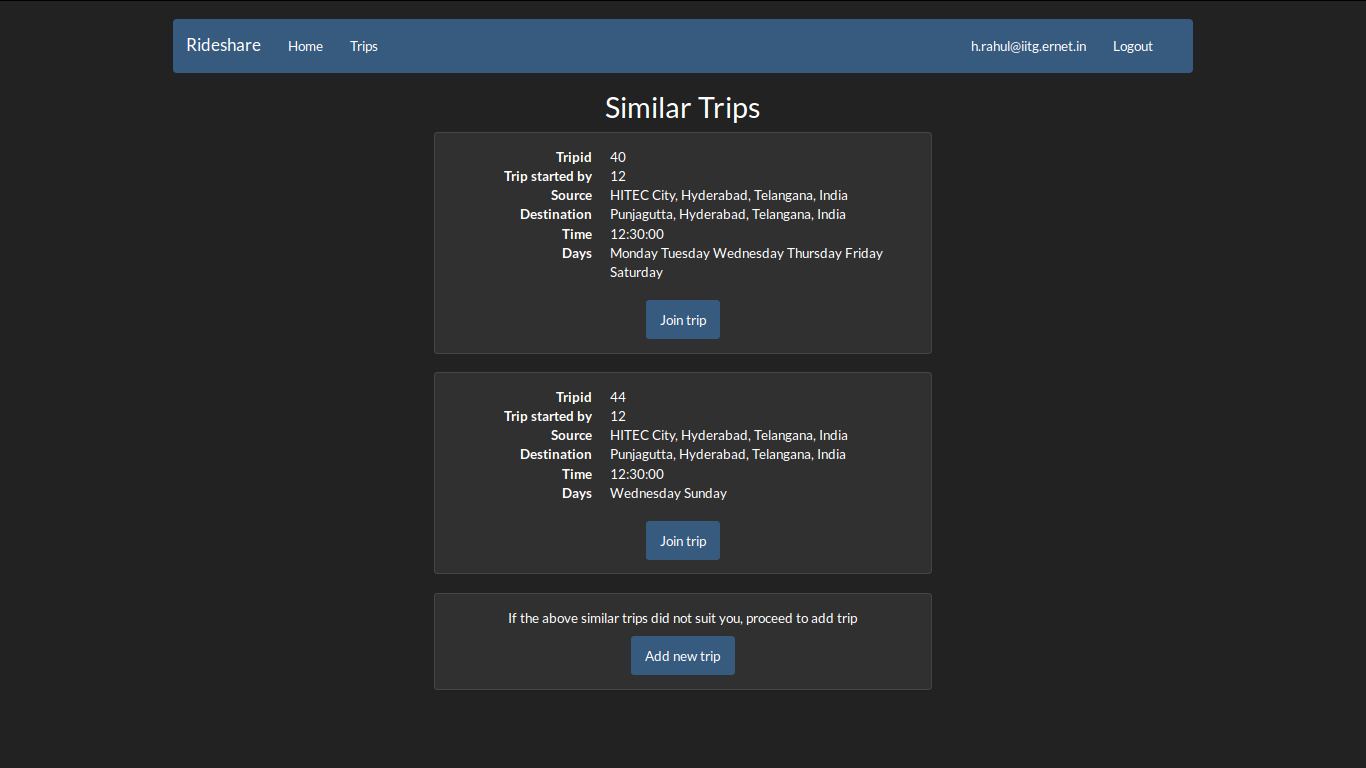 Rideshare Home Trips h.rahul@iitg.ernet.in Logout
Similar Trips
Tripid 40
Trip started by 12
Source HITEC City, Hyderabad, Telangana, India
Destination Punjagutta, Hyderabad, Telangana, India
Time 12:30:00
Days Monday Tuesday Wednesday Thursday Friday
Saturday
Join trip
Tripid 44
Trip started by 12
Source HITEC City, Hyderabad, Telangana, India
Destination Punjagutta, Hyderabad, Telangana, India
Time 12:30:00
Days Wednesday Sunday
Join trip
If the above similar trips did not suit you, proceed to add trip
Add new trip